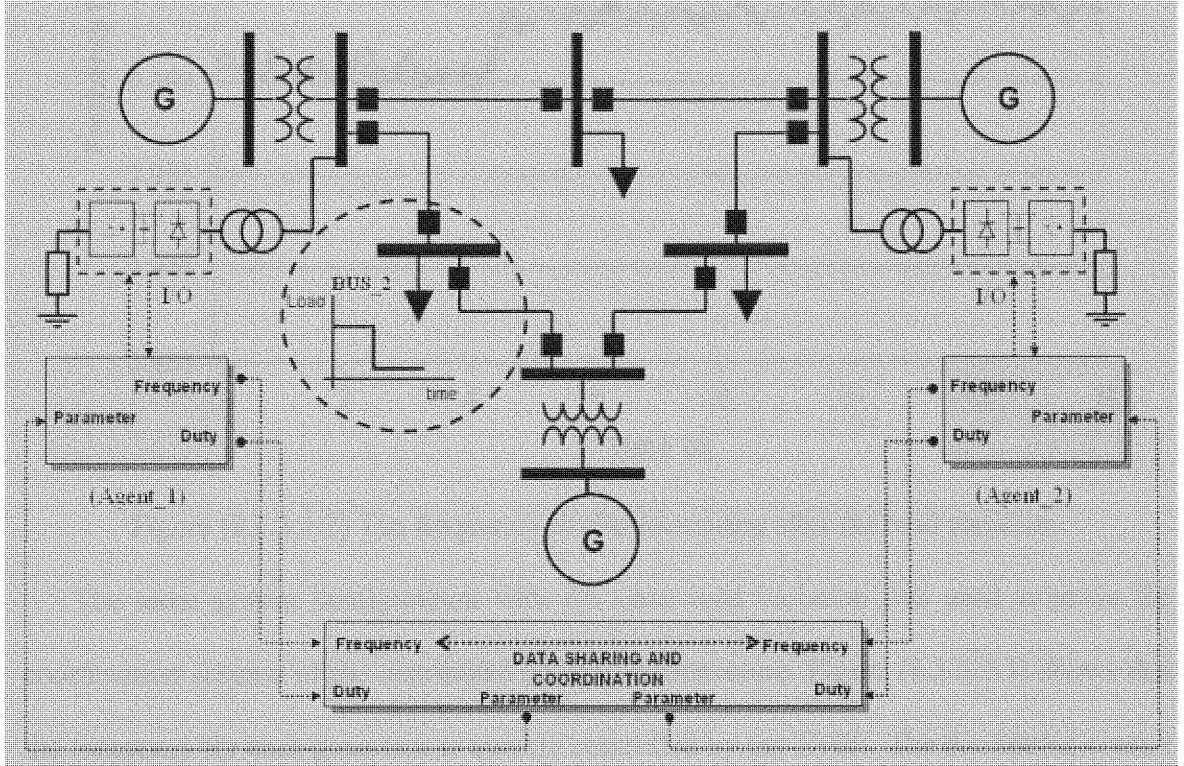 G
G
BUS_2
Load
time
I/O
I/O
Frequency
Parameter
Duty
(Agent_1)
Frequency
Parameter
Duty
(Agent_2)
G
Frequency
Frequency
DATA SHARING AND
COORDINATION
Duty
Parameter
Parameter
Duty